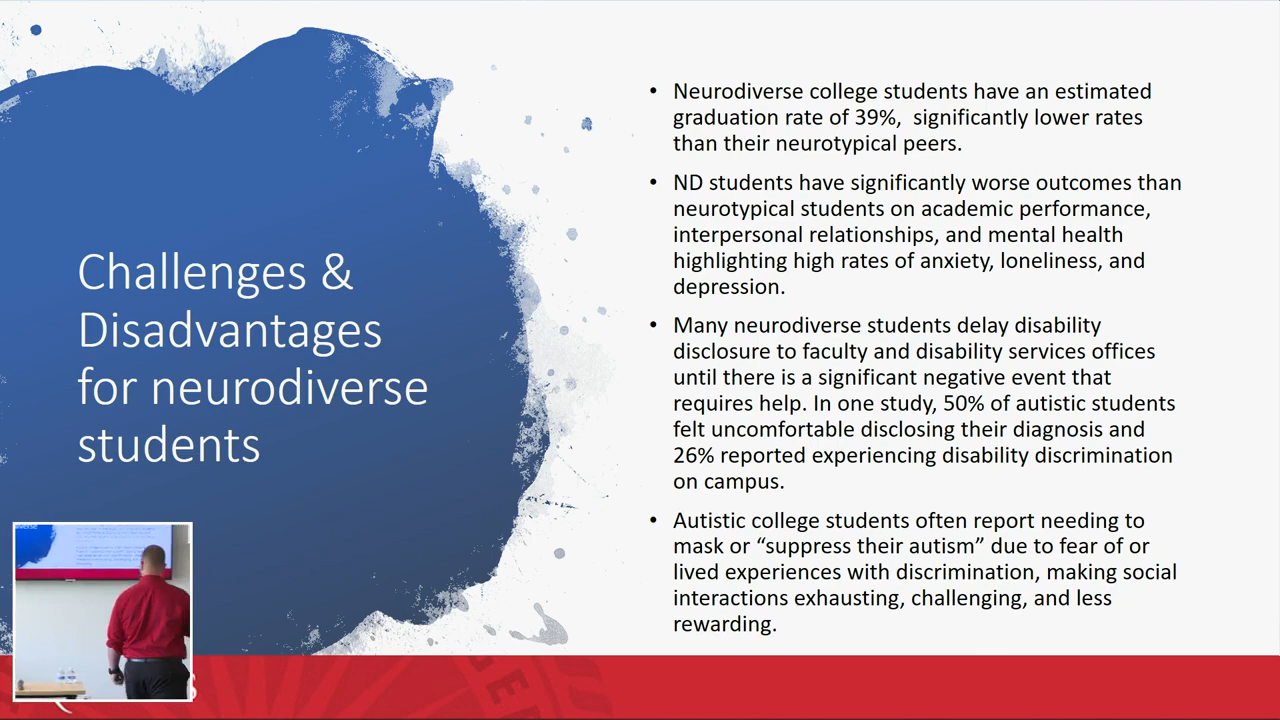 Challenges &
Disadvantages
for neurodiverse
students
• Neurodiverse college students have an estimated
graduation rate of 39%,  significantly lower rates
than their neurotypical peers.
• ND students have significantly worse outcomes than
neurotypical students on academic performance,
interpersonal relationships, and mental health
highlighting high rates of anxiety, loneliness, and
depression.
• Many neurodiverse students delay disability
disclosure to faculty and disability services offices
until there is a significant negative event that
requires help. In one study, 50% of autistic students
felt uncomfortable disclosing their diagnosis and
26% reported experiencing disability discrimination
on campus.
• Autistic college students often report needing to
mask or “suppress their autism” due to fear of or
lived experiences with discrimination, making social
interactions exhausting, challenging, and less
rewarding.